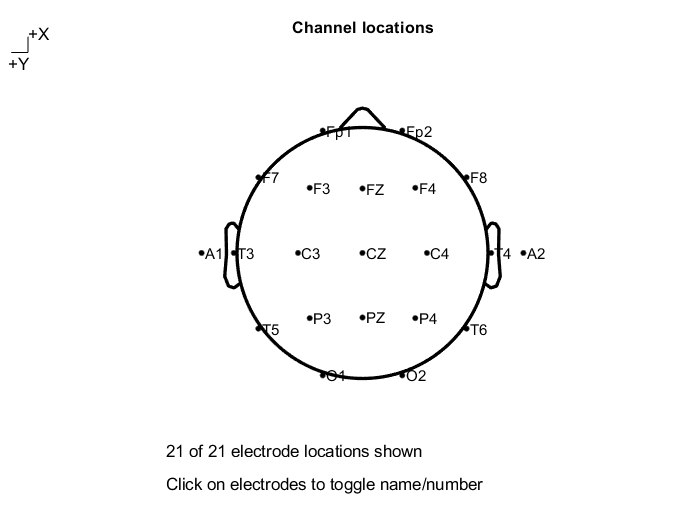 Channel locations
+X
+Y
Fp1 Fp2
F7 F3 FZ F4 F8
A1 T3 C3 CZ C4 T4 A2
T5 P3 PZ P4 T6
O1 O2
21 of 21 electrode locations shown
Click on electrodes to toggle name/number